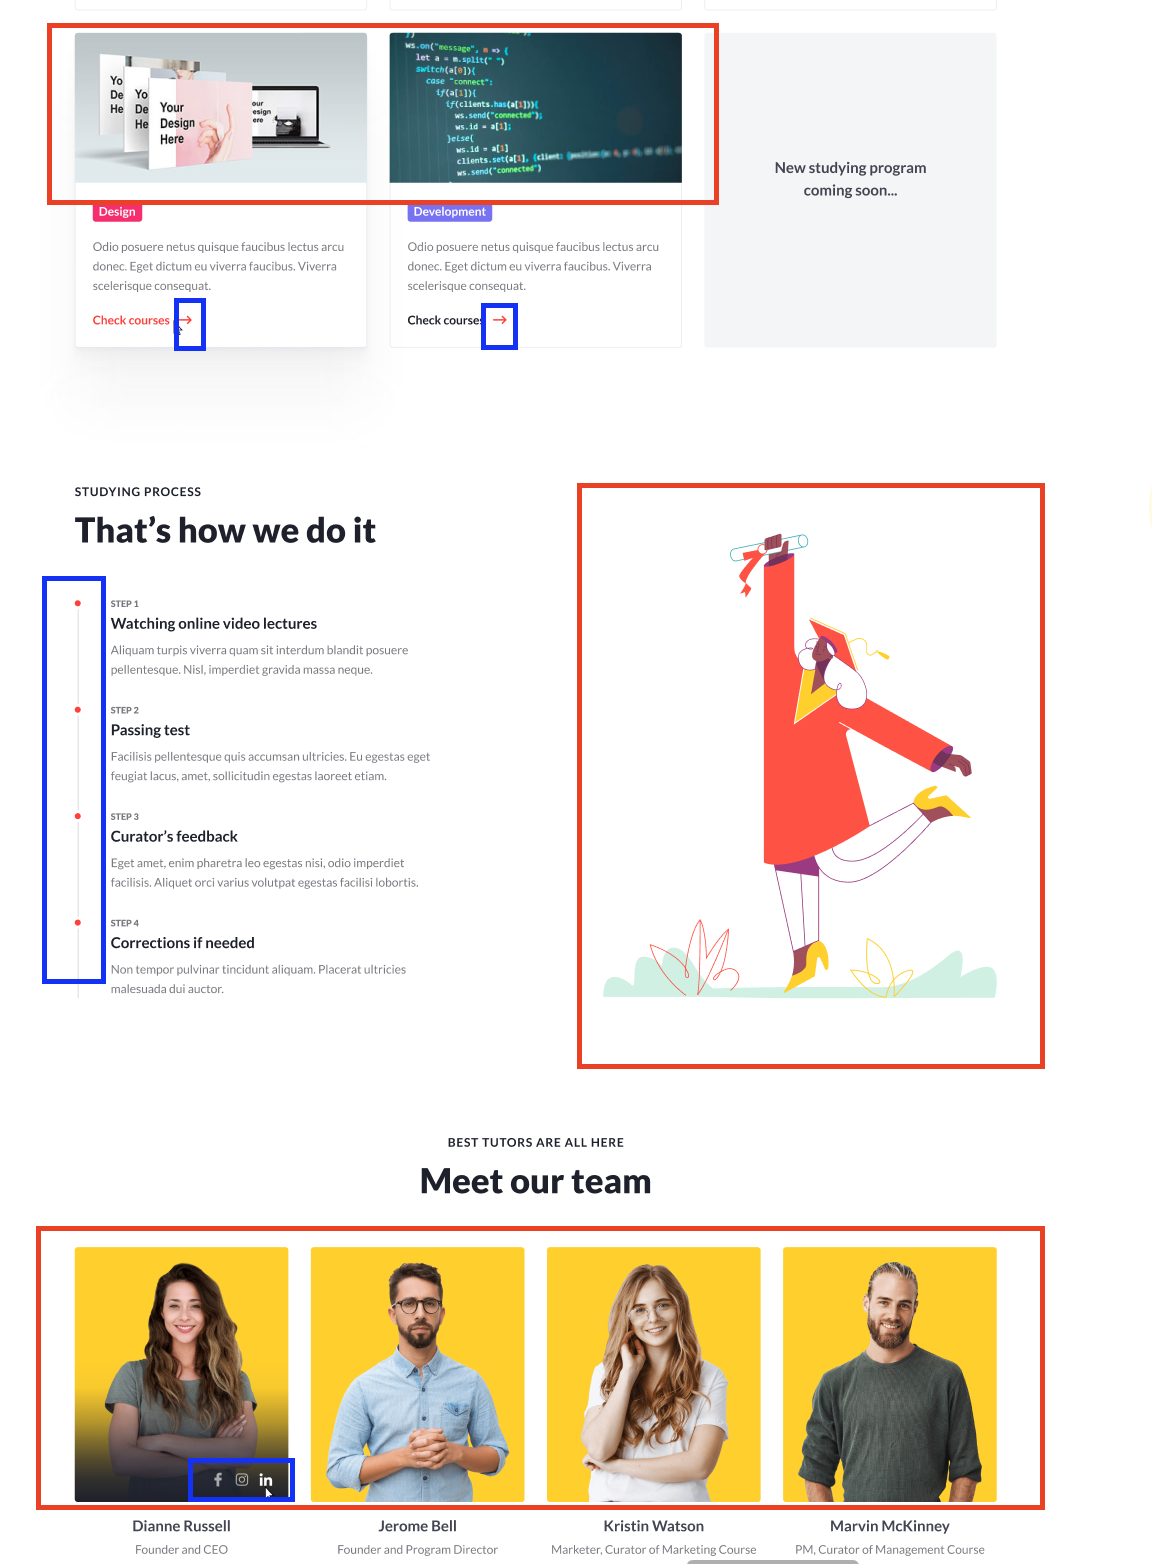 Yo
De
He
Yo
De
He
Your
Design
Here
our
esign
ere
ws.on("message", m => {
let a = m.split(" ")
switch(a[0]){
case "connect":
if(a[1]){
if(clients.has(a[1])){
ws.send("connected");
ws.id = a[1];
}else{
ws.id = a[1]
clients.set(a[1], {client: {position:
ws.send("connected")
New studying program
coming soon...
Design
Odio posuere netus quisque faucibus lectus arcu
donec. Eget dictum eu viverra faucibus. Viverra
scelerisque consequat.
Check courses →
Development
Odio posuere netus quisque faucibus lectus arcu
donec. Eget dictum eu viverra faucibus. Viverra
scelerisque consequat.
Check courses →
STUDYING PROCESS
That's how we do it
STEP 1
Watching online video lectures
Aliquam turpis viverra quam sit interdum blandit posuere
pellentesque. Nisl, imperdiet gravida massa neque.
STEP 2
Passing test
Facilisis pellentesque quis accumsan ultricies. Eu egestas eget
feugiat lacus, amet, sollicitudin egestas laoreet etiam.
STEP 3
Curator's feedback
Eget amet, enim pharetra leo egestas nisi, odio imperdiet
facilisis. Aliquet orci varius volutpat egestas facilisi lobortis.
STEP 4
Corrections if needed
Non tempor pulvinar tincidunt aliquam. Placerat ultricies
malesuada dui auctor.
BEST TUTORS ARE ALL HERE
Meet our team
in
Dianne Russell
Founder and CEO
Jerome Bell
Founder and Program Director
Kristin Watson
Marketer, Curator of Marketing Course
Marvin McKinney
PM, Curator of Management Course